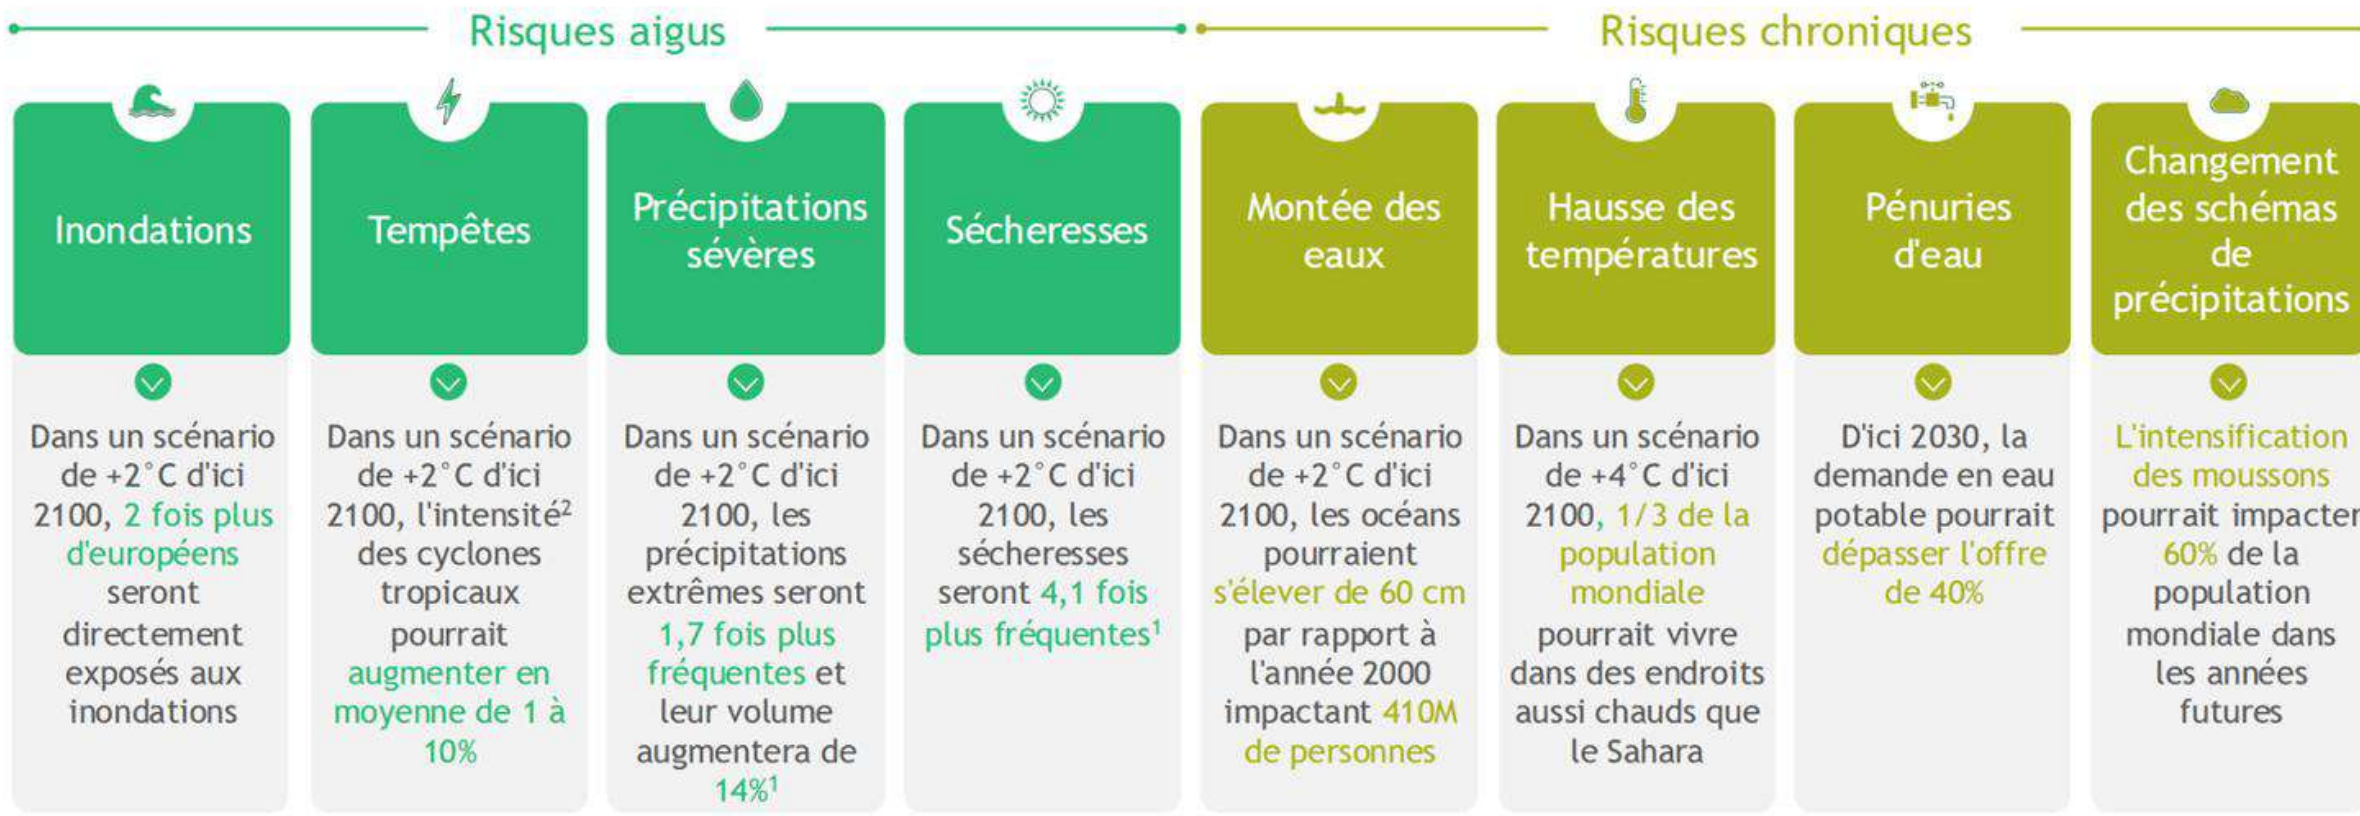 Risques aigus
Risques chroniques
Inondations
Dans un scénario
de +2°C d'ici
2100, 2 fois plus
d'européens
seront
directement
exposés aux
inondations
Tempêtes
Dans un scénario
de +2°C d'ici
2100, l'intensité²
des cyclones
tropicaux
pourrait
augmenter en
moyenne de 1 à
10%
Précipitations
sévères
Dans un scénario
de +2°C d'ici
2100, les
précipitations
extrêmes seront
1,7 fois plus
fréquentes et
leur volume
augmentera de
14%¹
Sécheresses
Dans un scénario
de +2°C d'ici
2100, les
sécheresses
seront 4,1 fois
plus fréquentes¹
Montée des
eaux
Dans un scénario
de +2°C d'ici
2100, les océans
pourraient
s'élever de 60 cm
par rapport à
l'année 2000
impactant 410M
de personnes
Hausse des
températures
Dans un scénario
de +4°C d'ici
2100, 1/3 de la
population
mondiale
pourrait vivre
dans des endroits
aussi chauds que
le Sahara
Pénuries
d'eau
D'ici 2030, la
demande en eau
potable pourrait
dépasser l'offre
de 40%
Changement
des schémas
de
précipitations
L'intensification
des moussons
pourrait impacter
60% de la
population
mondiale dans
les années
futures